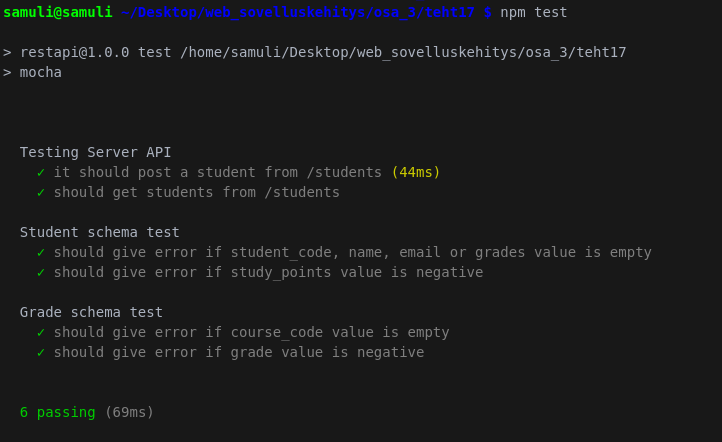 samuli@samuli ~/Desktop/web_sovelluskehitys/osa_3/teht17 $ npm test
> restapi@1.0.0 test /home/samuli/Desktop/web_sovelluskehitys/osa_3/teht17
> mocha
Testing Server API
✓ it should post a student from /students (44ms)
✓ should get students from /students
Student schema test
✓ should give error if student_code, name, email or grades value is empty
✓ should give error if study_points value is negative
Grade schema test
✓ should give error if course_code value is empty
✓ should give error if grade value is negative
6 passing (69ms)